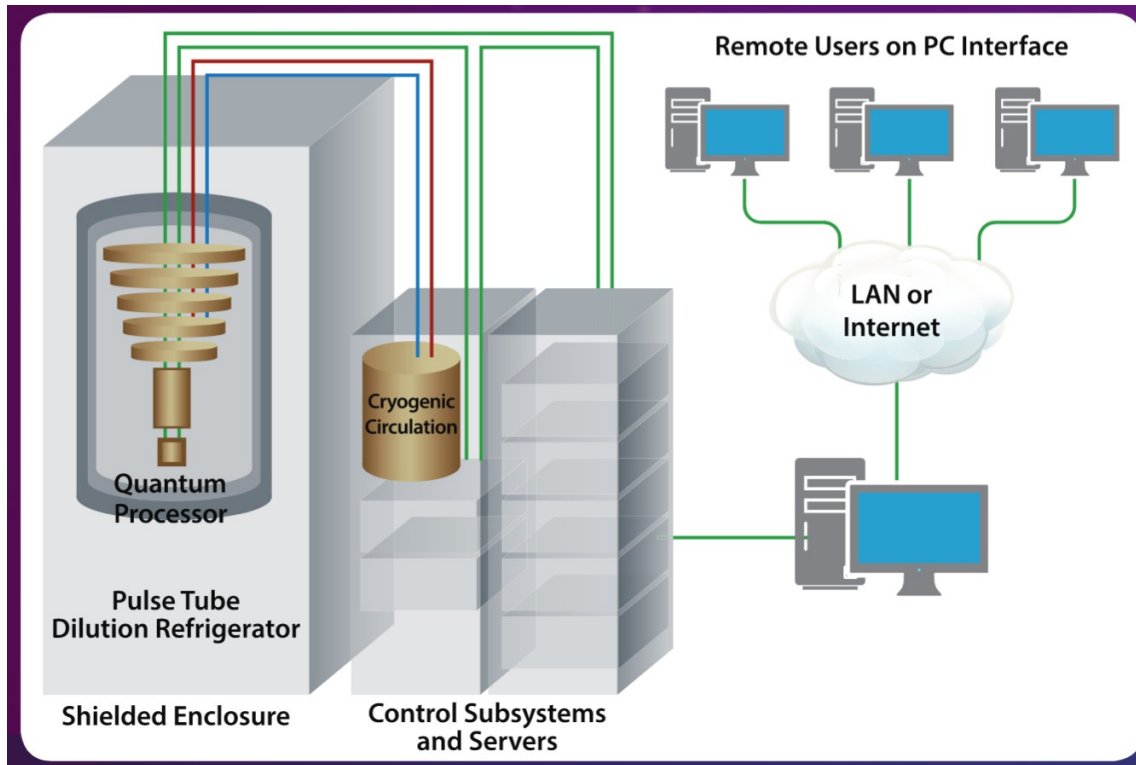 Remote Users on PC Interface
LAN or
Internet
Cryogenic
Circulation
Quantum
Processor
Pulse Tube
Dilution Refrigerator
Shielded Enclosure
Control Subsystems
and Servers